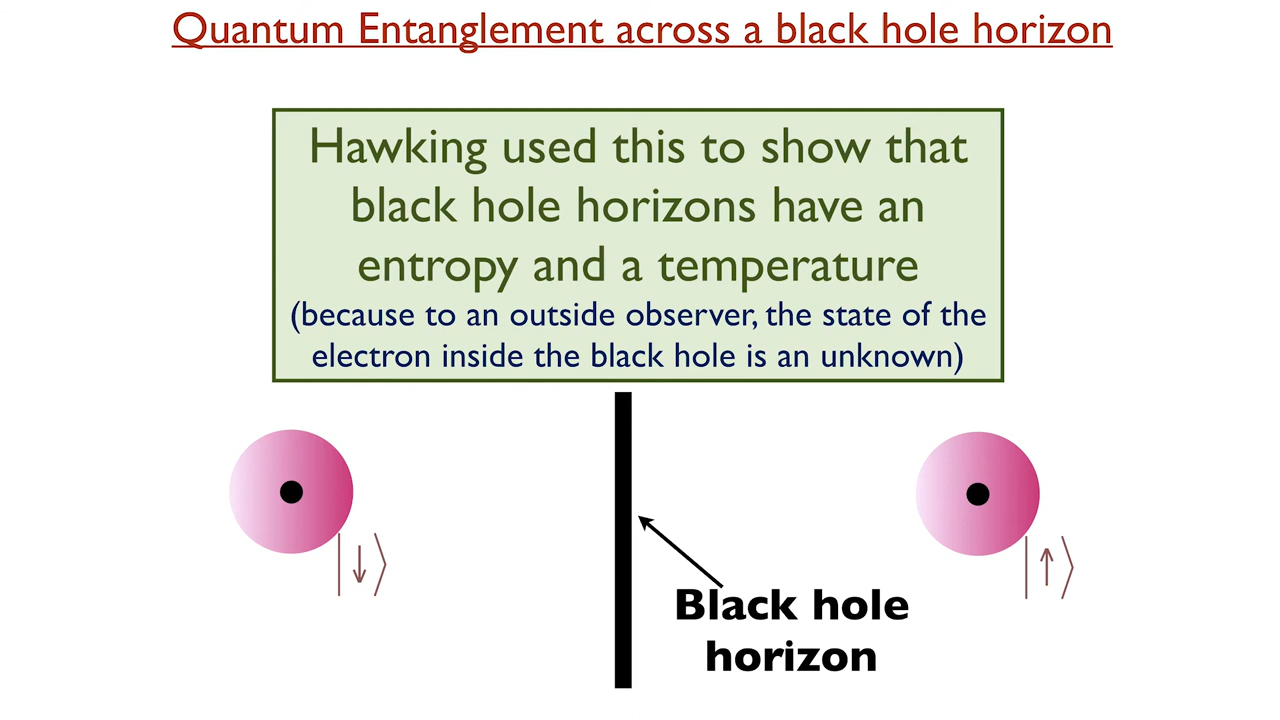 Quantum Entanglement across a black hole horizon
Hawking used this to show that
black hole horizons have an
entropy and a temperature
(because to an outside observer, the state of the
electron inside the black hole is an unknown)
|↓⟩
|↑⟩
Black hole
horizon